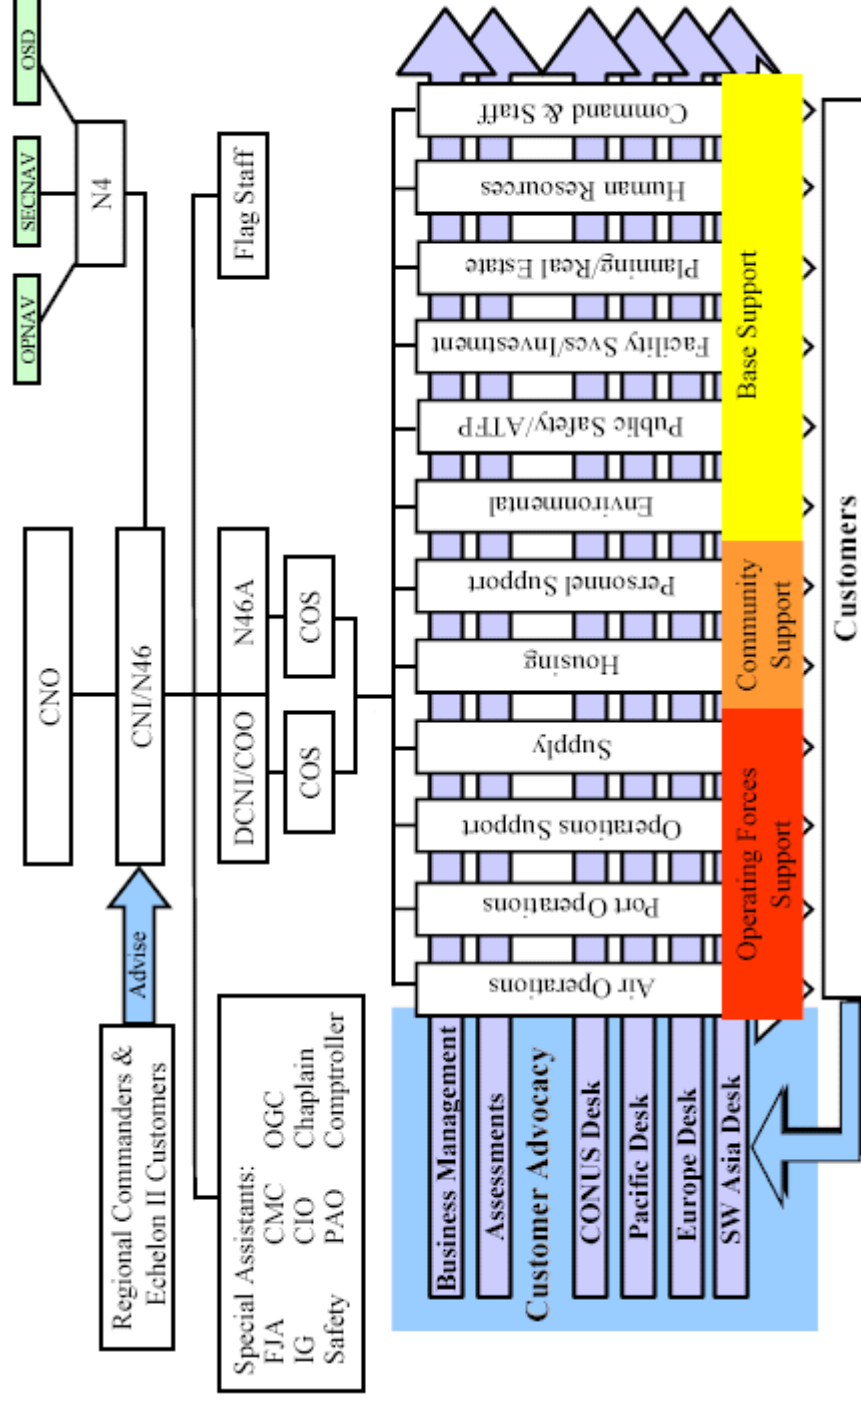 OPNAV
SECNAV
OSD
CNO
N4
CNI/N46
Regional Commanders &
Echelon II Customers
Advise
Special Assistants:
FJA CMC OGC
IG CIO Chaplain
Safety PAO Comptroller
DCNI/COO
N46A
Flag Staff
COS
COS
Air Operations
Port Operations
Operations Support
Supply
Housing
Personnel Support
Environmental
Public Safety/ATFP
Facility Svcs/Investment
Planning/Real Estate
Human Resources
Command & Staff
Business Management
Assessments
Customer Advocacy
CONUS Desk
Pacific Desk
Europe Desk
SW Asia Desk
Operating Forces
Support
Community
Support
Base Support
Customers